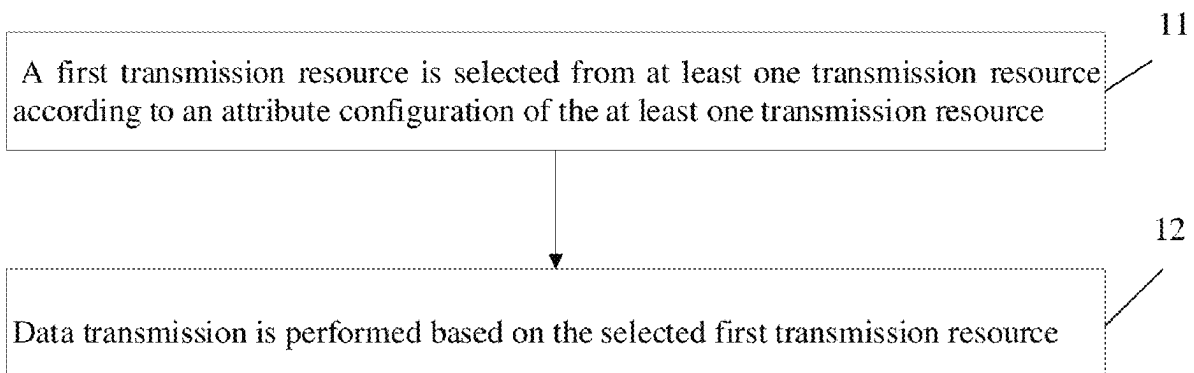 11
A first transmission resource is selected from at least one transmission resource
according to an attribute configuration of the at least one transmission resource
12
Data transmission is performed based on the selected first transmission resource